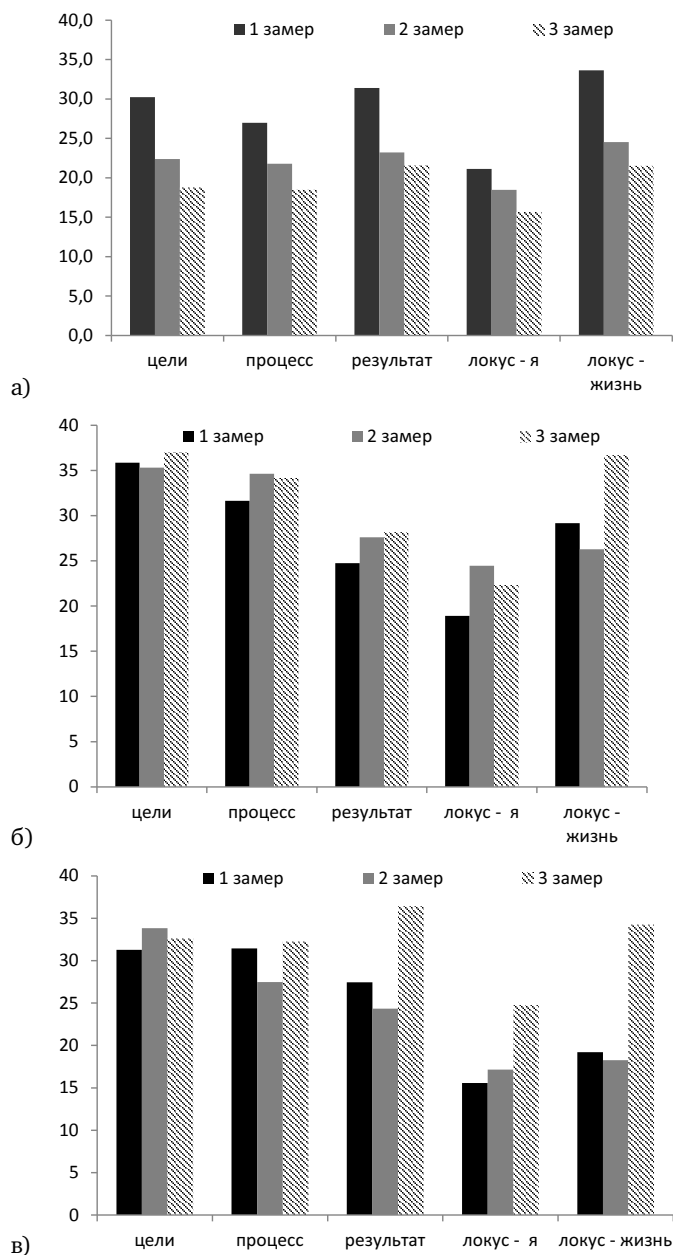 40,0
35,0
30,0
25,0
20,0
15,0
10,0
5,0
0,0
1 замер 2 замер 3 замер
цели процесс результат локус - я локус -
жизнь
а)
40
35
30
25
20
15
10
5
0
1 замер 2 замер 3 замер
цели процесс результат локус - я локус -
жизнь
б)
40
35
30
25
20
15
10
5
0
1 замер 2 замер 3 замер
цели процесс результат локус - я локус - жизнь
в)